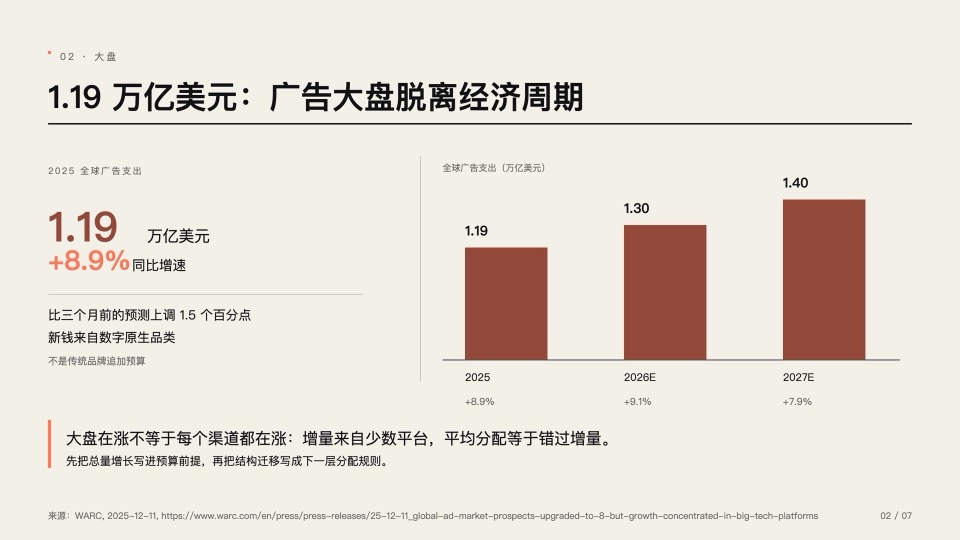 02 · 大盘
1.19 万亿美元：广告大盘脱离经济周期
2025 全球广告支出
1.19 万亿美元
+8.9% 同比增速
比三个月前的预测上调 1.5 个百分点
新钱来自数字原生品类
不是传统品牌追加预算
全球广告支出（万亿美元）
1.19
1.30
1.40
2025
2026E
2027E
+8.9%
+9.1%
+7.9%
大盘在涨不等于每个渠道都在涨：增量来自少数平台，平均分配等于错过增量。
先把总量增长写进预算前提，再把结构迁移写成下一层分配规则。
来源：WARC, 2025-12-11, https://www.warc.com/en/press/press-releases/25-12-11_global-ad-market-prospects-upgraded-to-8-but-growth-concentrated-in-big-tech-platforms
02 / 07